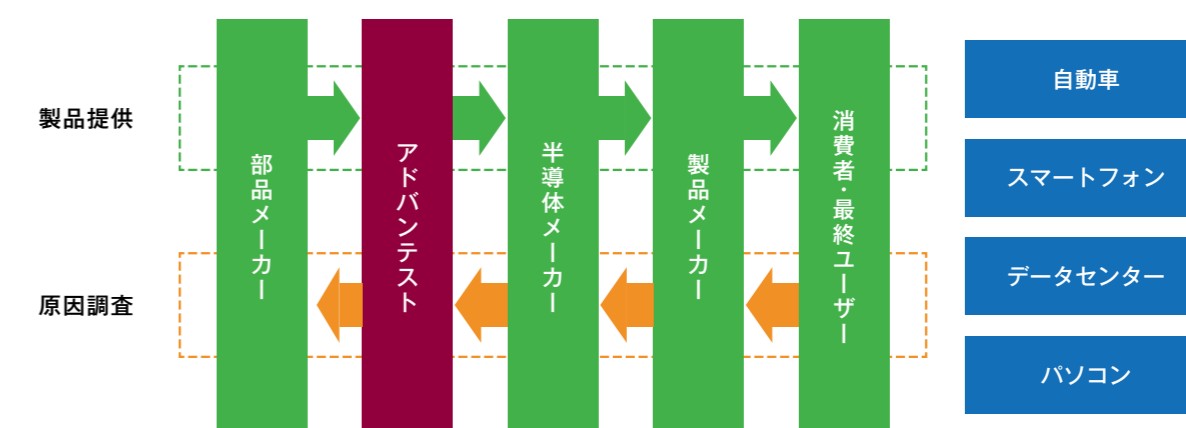 製品提供
原因調査
部品メーカー
アドバンテスト
半導体メーカー
製品メーカー
消費者・最終ユーザー
自動車
スマートフォン
データセンター
パソコン